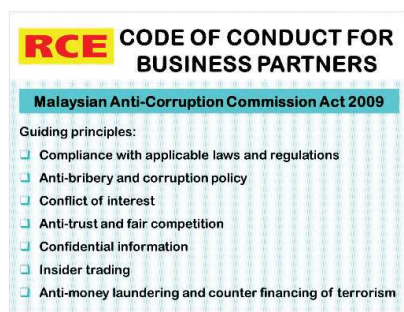 RCE CODE OF CONDUCT FOR
BUSINESS PARTNERS
Malaysian Anti-Corruption Commission Act 2009
Guiding principles:
Compliance with applicable laws and regulations
Anti-bribery and corruption policy
Conflict of interest
Anti-trust and fair competition
Confidential information
Insider trading
Anti-money laundering and counter financing of terrorism